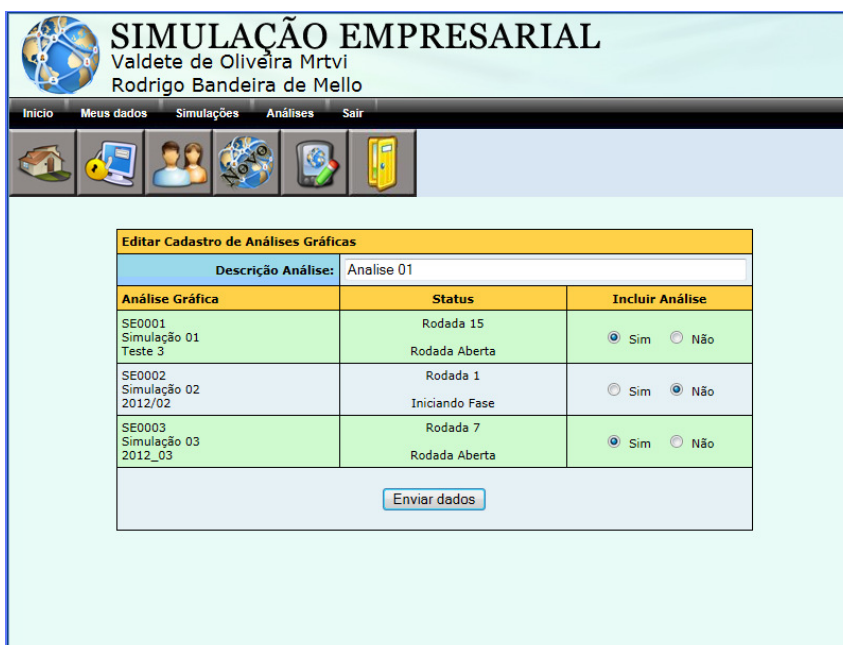 SIMULAÇÃO EMPRESARIAL
Valdete de Oliveira Mrtvi
Rodrigo Bandeira de Mello
Inicio Meus dados Simulações Análises Sair
Novo
Editar Cadastro de Análises Gráficas
Descrição Análise: Analise 01
Análise Gráfica Status Incluir Análise
SE0001
Simulação 01
Teste 3
Rodada 15
Rodada Aberta
Sim Não
SE0002
Simulação 02
2012/02
Rodada 1
Iniciando Fase
Sim Não
SE0003
Simulação 03
2012_03
Rodada 7
Rodada Aberta
Sim Não
Enviar dados